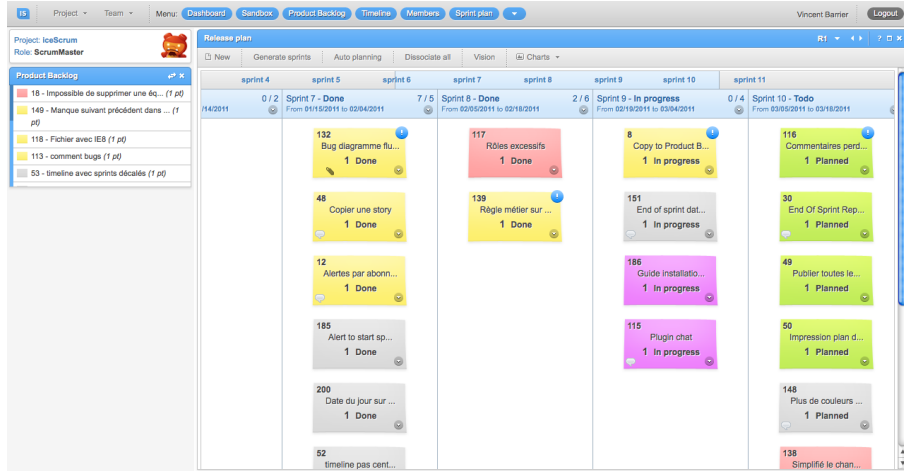 iS Project Team Menu: Dashboard Sandbox Product Backlog Timeline Members Sprint plan Vincent Barrier Logout
Project: IceScrum
Role: ScrumMaster
Product Backlog
18 - Impossible de supprimer une éq... (1 pt)
149 - Manque suivant précédent dans ... (1 pt)
118 - Fichier avec IE8 (1 pt)
113 - comment bugs (1 pt)
53 - timeline avec sprints décalés (1 pt)
Release plan R1 ?
New Generate sprints Auto planning Dissociate all Vision Charts
sprint 4 sprint 5 sprint 6 sprint 7 sprint 8 sprint 9 sprint 10 sprint 11
0 / 2 Sprint 7 - Done 7 / 5 Sprint 8 - Done 2 / 6 Sprint 9 - In progress 0 / 4 Sprint 10 - Todo
/14/2011 From 01/15/2011 to 02/04/2011 From 02/05/2011 to 02/18/2011 From 02/19/2011 to 03/04/2011 From 03/05/2011 to 03/18/2011
132
Bug diagramme flu...
1 Done
48
Copier une story
1 Done
12
Alertes par abonn...
1 Done
185
Alert to start sp...
1 Done
200
Date du jour sur ...
1 Done
52
timeline pas cent...
117
Rôles excessifs
1 Done
139
Règle métier sur ...
1 Done
8
Copy to Product B...
1 In progress
151
End of sprint dat...
1 In progress
186
Guide installatio...
1 In progress
115
Plugin chat
1 In progress
116
Commentaires perd...
1 Planned
30
End Of Sprint Rep...
1 Planned
49
Publier toutes le...
1 Planned
50
Impression plan d...
1 Planned
148
Plus de couleurs ...
1 Planned
138
Simplifié le chan...